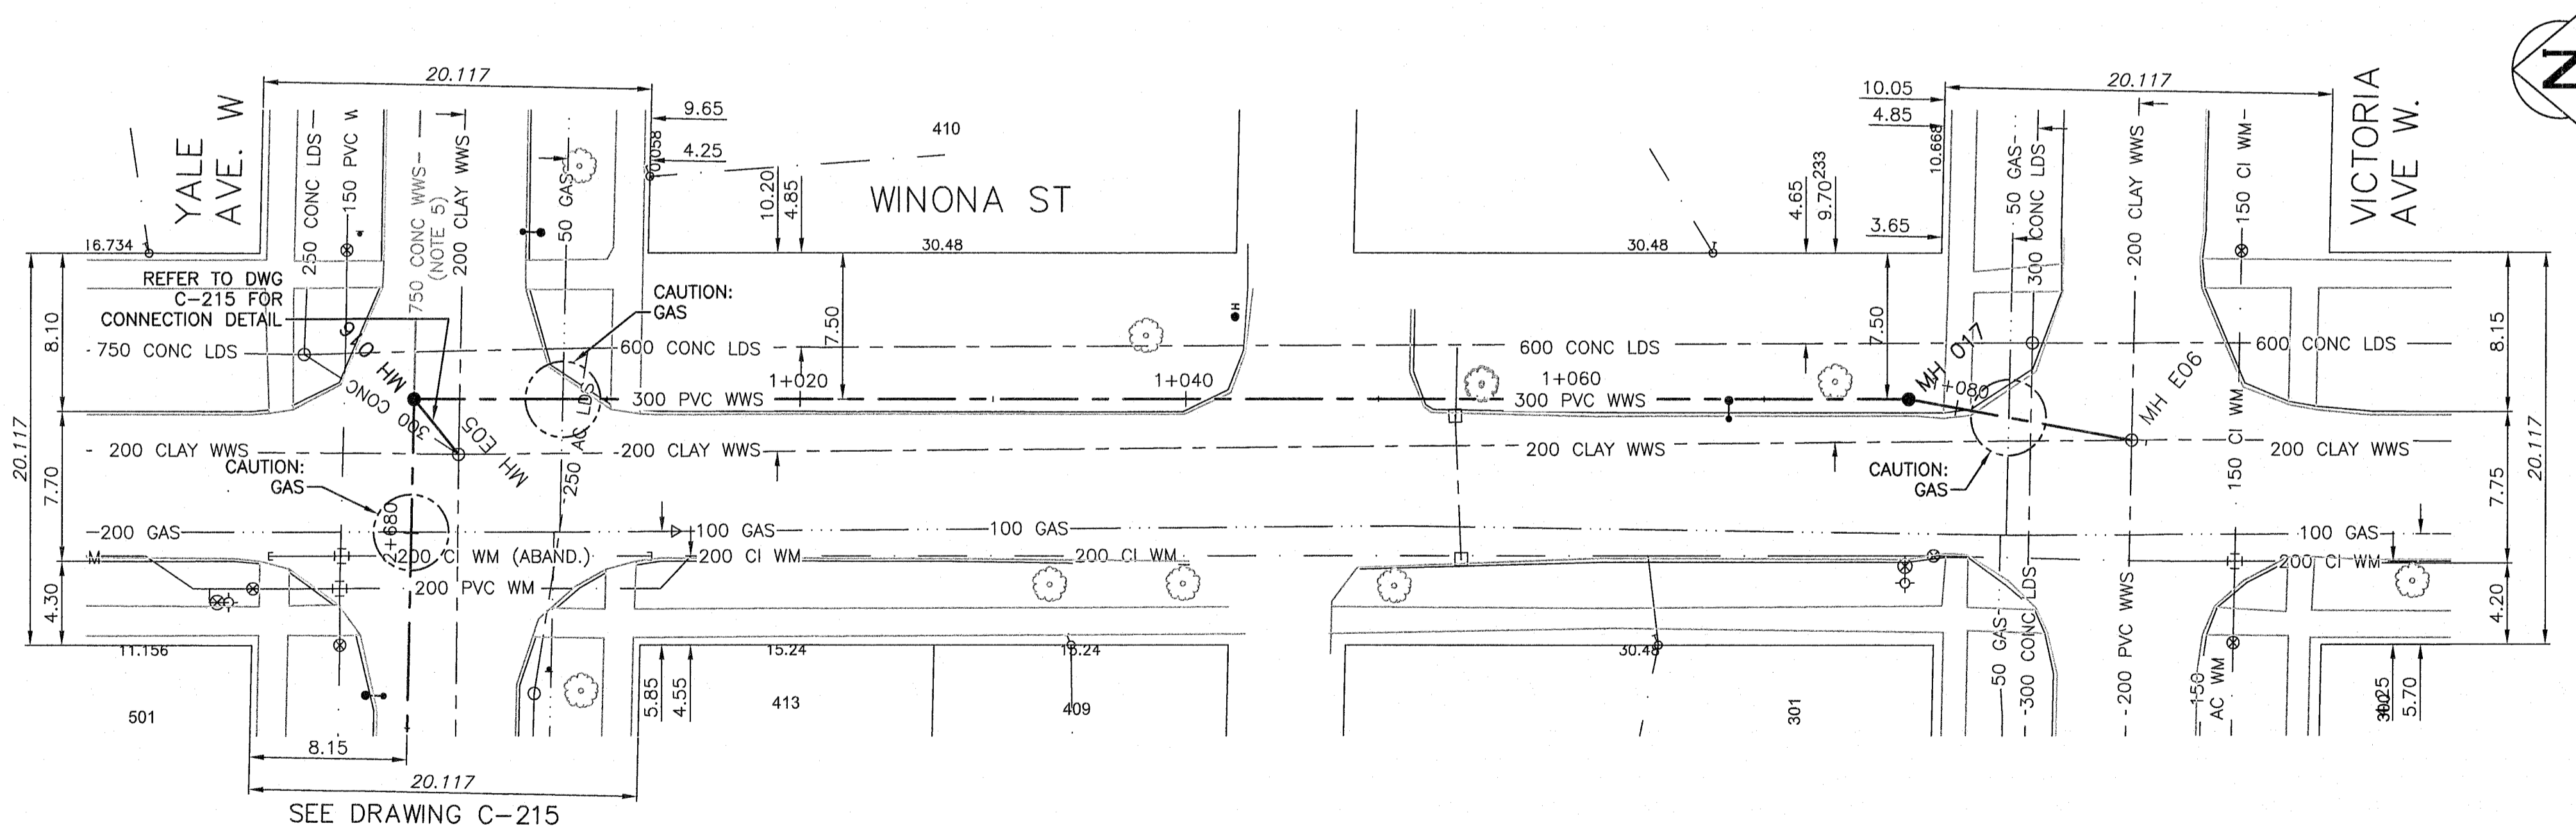 N
20.117
20.117
YALE
AVE. W
VICTORIA
AVE W.
9.65
4.25
410
10.05
4.85
10.668
250 CONC LDS
150 PVC W
750 CONC WWS
(NOTE 5)
200 CLAY WWS
50 GAS
50 GAS
300 CONC LDS
200 CLAY WWS
150 CI WM
WINONA ST
10.20
4.85
4.65
9.70
233
3.65
16.734
30.48
30.48
REFER TO DWG
C-215 FOR
CONNECTION DETAIL
CAUTION:
GAS
8.10
7.50
7.50
8.15
750 CONC LDS
600 CONC LDS
600 CONC LDS
600 CONC LDS
MH 016
MH 017
MH E06
1+020
1+040
1+060
1+080
300 PVC WWS
300 PVC WWS
300 CONC
MH E05
250 AC LDS
150 CI WM
200 CLAY WWS
200 CLAY WWS
200 CLAY WWS
200 CLAY WWS
CAUTION:
GAS
CAUTION:
GAS
20.117
7.70
7.75
20.117
2+680
200 GAS
100 GAS
100 GAS
100 GAS
M
200 CI WM (ABAND.)
200 CI WM
200 CI WM
200 CI WM
200 PVC WM
4.30
4.20
50 GAS
300 CONC LDS
200 PVC WWS
150
AC WM
11.156
15.24
15.24
30.48
5.85
4.55
4.25
5.70
501
413
409
301
8.15
20.117
SEE DRAWING C-215